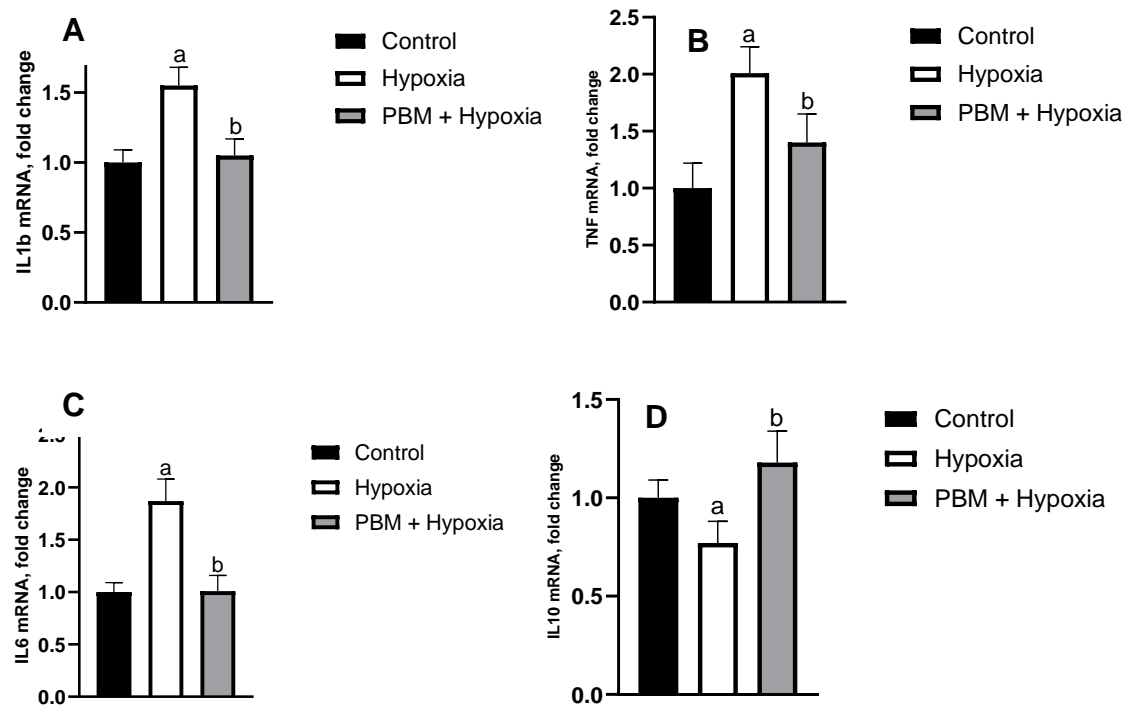 A
IL1b mRNA, fold change
1.5
1.0
0.5
0.0
a
b
Control
Hypoxia
PBM + Hypoxia
B
TNF mRNA, fold change
2.5
2.0
1.5
1.0
0.5
0.0
a
b
Control
Hypoxia
PBM + Hypoxia
C
IL6 mRNA, fold change
2.5
2.0
1.5
1.0
0.5
0.0
a
b
Control
Hypoxia
PBM + Hypoxia
D
IL10 mRNA, fold change
1.5
1.0
0.5
0.0
a
b
Control
Hypoxia
PBM + Hypoxia